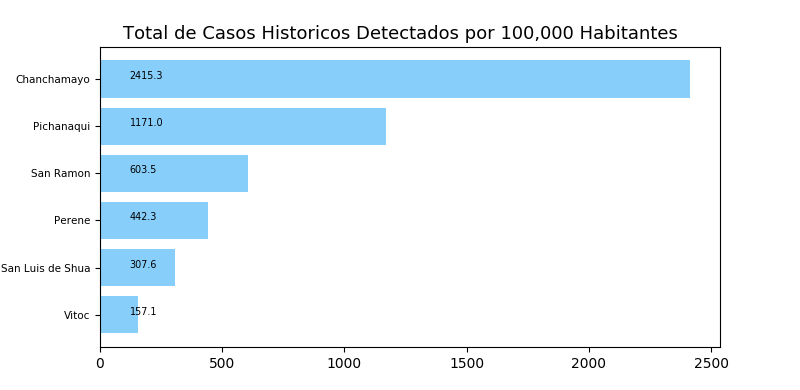 Total de Casos Historicos Detectados por 100,000 Habitantes
Chanchamayo 2415.3
Pichanaqui 1171.0
San Ramon 603.5
Perene 442.3
San Luis de Shua 307.6
Vitoc 157.1
0 500 1000 1500 2000 2500